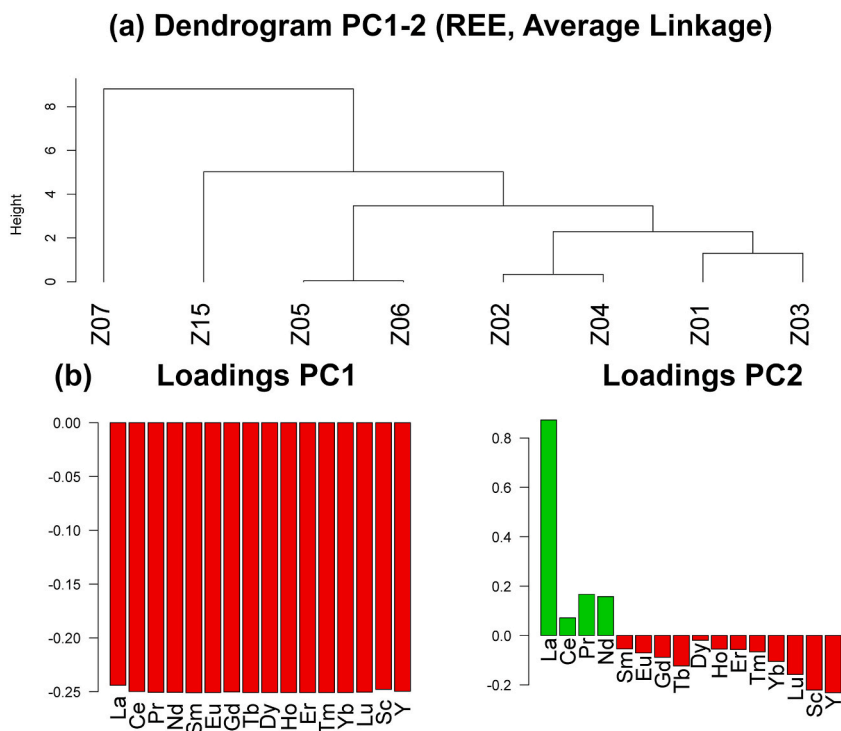 (a) Dendrogram PC1-2 (REE, Average Linkage)
Height
8
6
4
2
0
Z07 Z15 Z05 Z06 Z02 Z04 Z01 Z03
(b) Loadings PC1
0.00
-0.05
-0.10
-0.15
-0.20
-0.25
La Ce Pr Nd Sm Eu Gd Tb Dy Ho Er Tm Yb Lu Sc Y
Loadings PC2
0.8
0.6
0.4
0.2
0.0
-0.2
La Ce Pr Nd Sm Eu Gd Tb Dy Ho Er Tm Yb Lu Sc Y